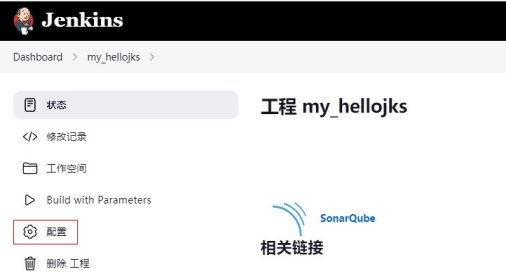 Jenkins
Dashboard > my_hellojks >
状态
修改记录
工作空间
Build with Parameters
配置
删除 工程
工程 my_hellojks
SonarQube
相关链接